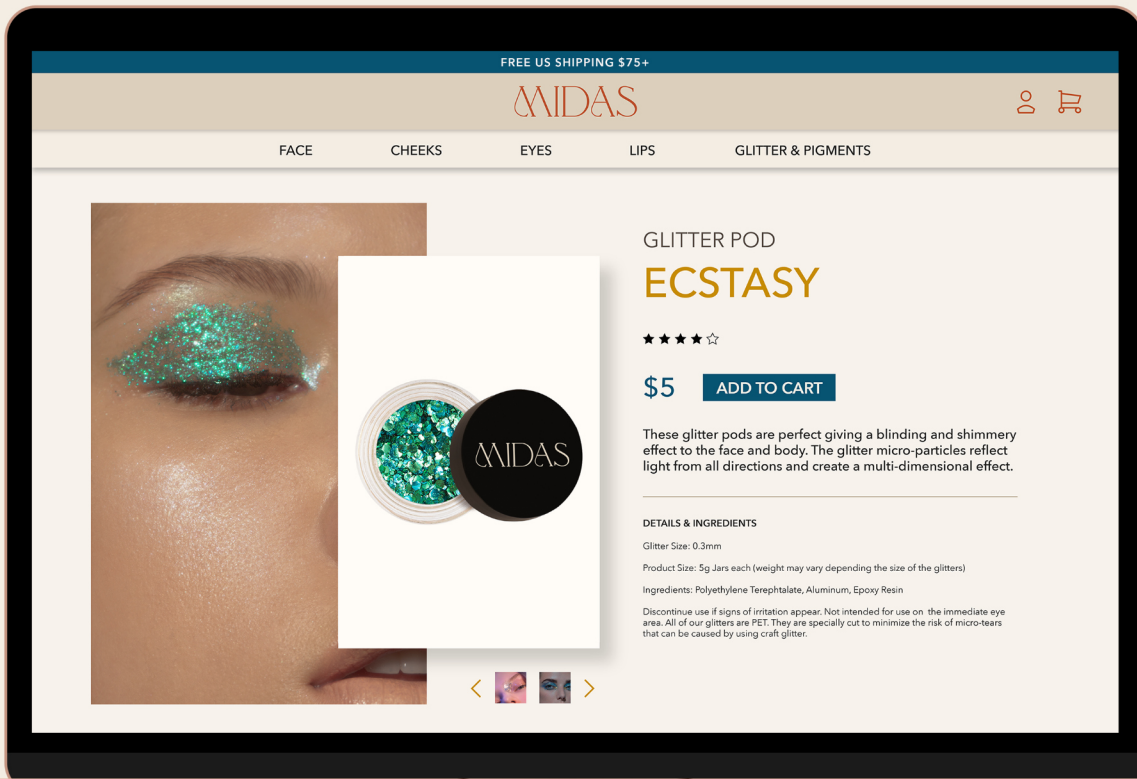 FREE US SHIPPING $75+
MIDAS
FACE CHEEKS EYES LIPS GLITTER & PIGMENTS
GLITTER POD
ECSTASY
$5 ADD TO CART
These glitter pods are perfect giving a blinding and shimmery
effect to the face and body. The glitter micro-particles reflect
light from all directions and create a multi-dimensional effect.
MIDAS
DETAILS & INGREDIENTS
Glitter Size: 0.3mm
Product Size: 5g Jars each (weight may vary depending the size of the glitters)
Ingredients: Polyethylene Terephtalate, Aluminum, Epoxy Resin
Discontinue use if signs of irritation appear. Not intended for use on the immediate eye
area. All of our glitters are PET. They are specially cut to minimize the risk of micro-tears
that can be caused by using craft glitter.